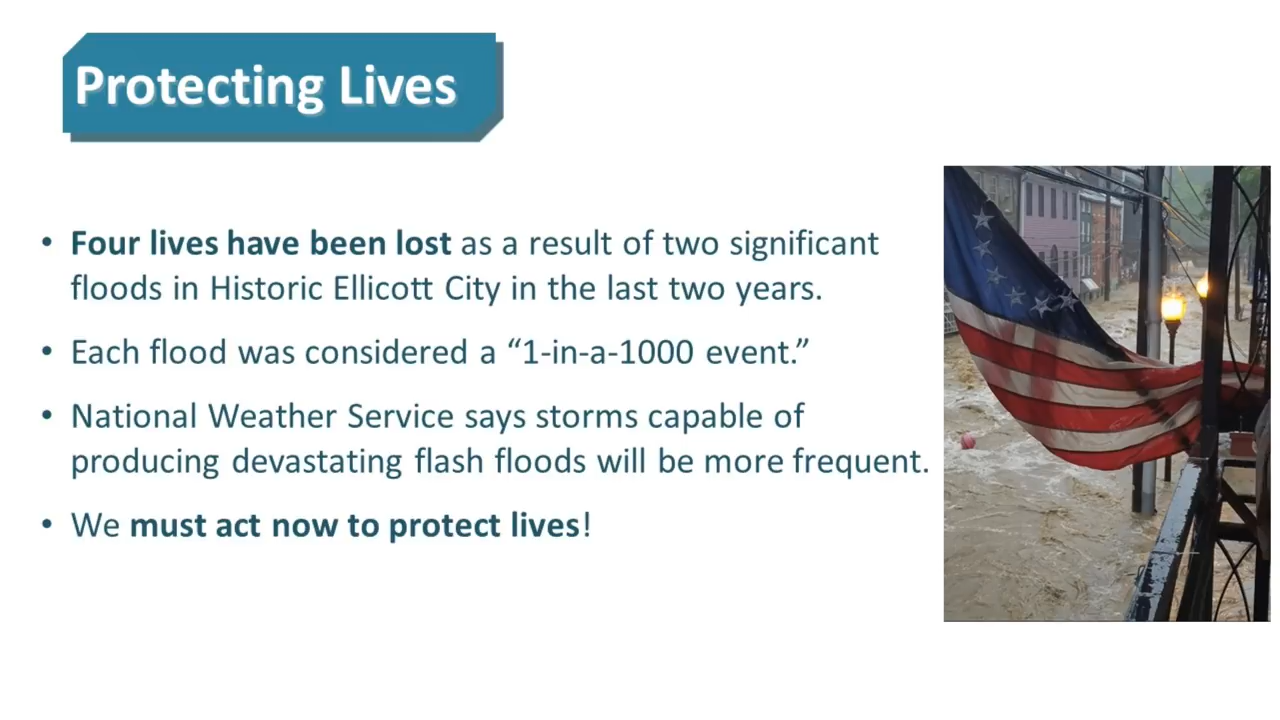 Protecting Lives
• Four lives have been lost as a result of two significant
floods in Historic Ellicott City in the last two years.
• Each flood was considered a “1-in-a-1000 event.”
• National Weather Service says storms capable of
producing devastating flash floods will be more frequent.
• We must act now to protect lives!